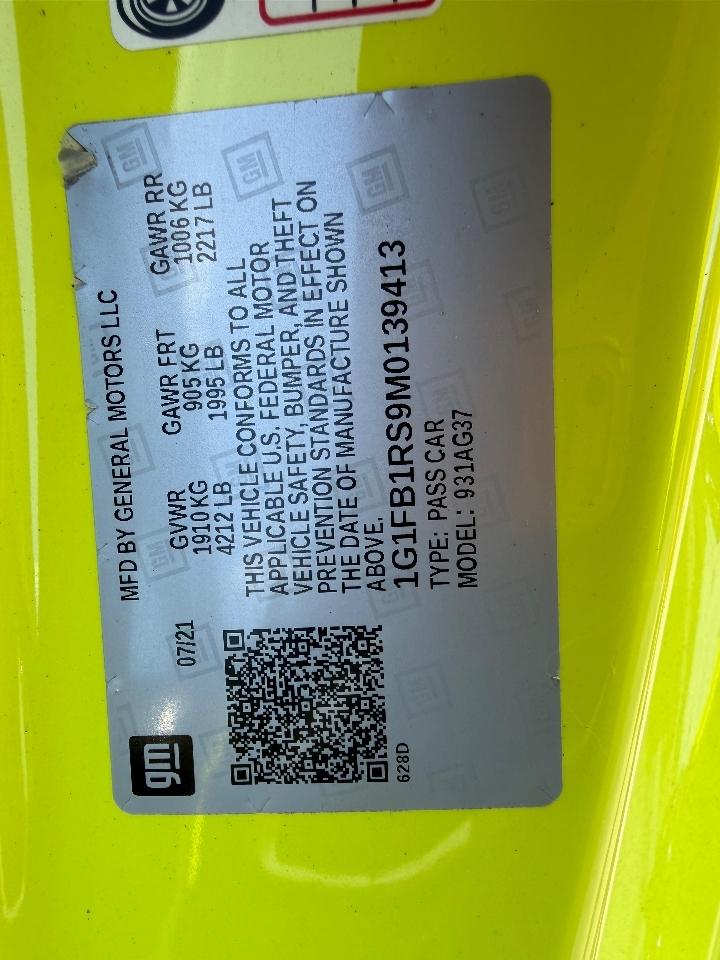 gm
07/21
MFD BY GENERAL MOTORS LLC
GVWR GAWR FRT GAWR RR
1910 KG 905 KG 1006 KG
4212 LB 1995 LB 2217 LB
THIS VEHICLE CONFORMS TO ALL
APPLICABLE U.S. FEDERAL MOTOR
VEHICLE SAFETY, BUMPER, AND THEFT
PREVENTION STANDARDS IN EFFECT ON
THE DATE OF MANUFACTURE SHOWN
ABOVE.
1G1FB1RS9M0139413
TYPE: PASS CAR
MODEL: 931AG37
628D